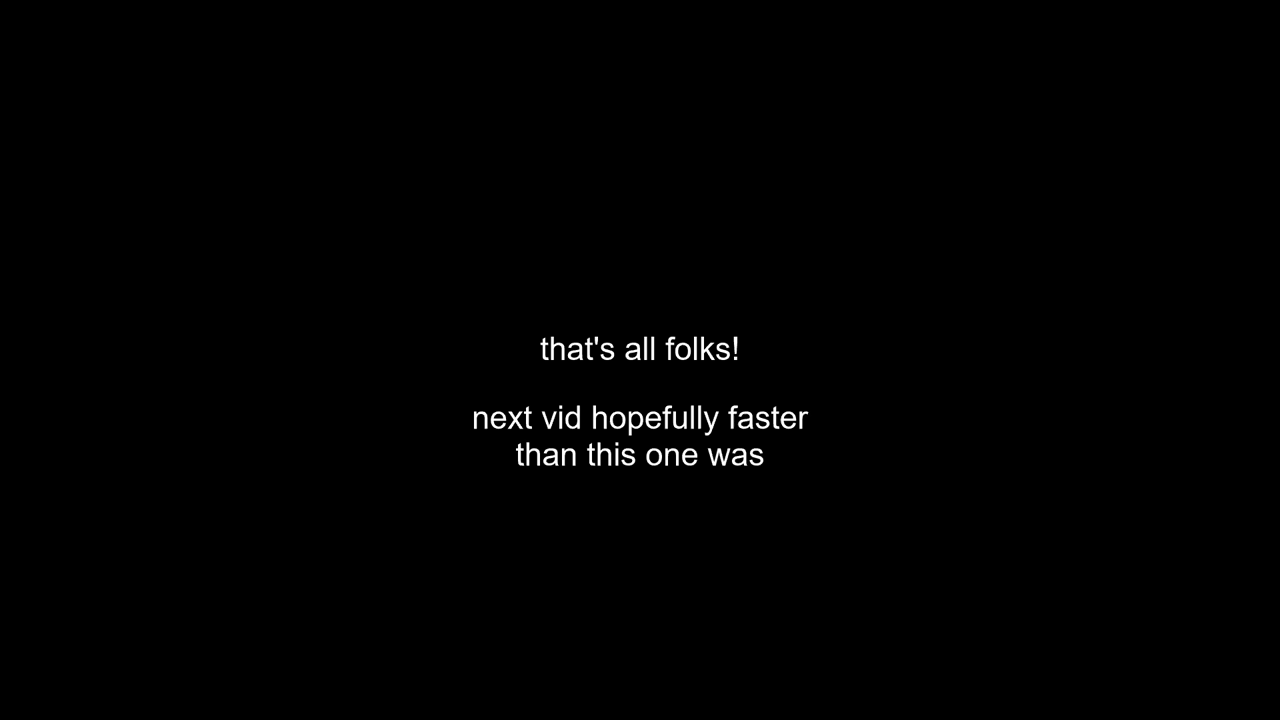 that's all folks!
next vid hopefully faster
than this one was